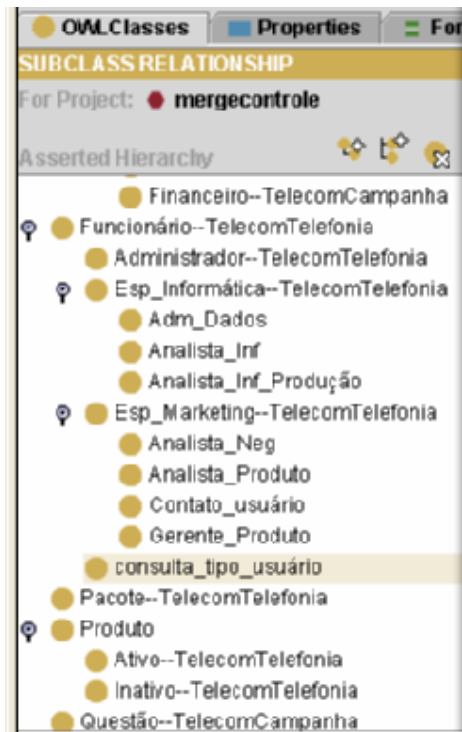 OWLClasses Properties For
SUBCLASS RELATIONSHIP
For Project: mergecontrole
Asserted Hierarchy
Financeiro--TelecomCampanha
Funcionário--TelecomTelefonia
Administrador--TelecomTelefonia
Esp_Informática--TelecomTelefonia
Adm_Dados
Analista_Inf
Analista_Inf_Produção
Esp_Marketing--TelecomTelefonia
Analista_Neg
Analista_Produto
Contato_usuário
Gerente_Produto
consulta_tipo_usuário
Pacote--TelecomTelefonia
Produto
Ativo--TelecomTelefonia
Inativo--TelecomTelefonia
Questão--TelecomCampanha